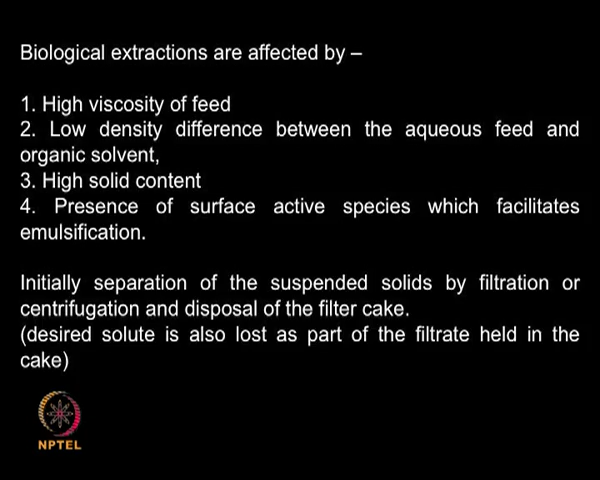 Biological extractions are affected by –
1. High viscosity of feed
2. Low density difference between the aqueous feed and
organic solvent,
3. High solid content
4. Presence of surface active species which facilitates
emulsification.
Initially separation of the suspended solids by filtration or
centrifugation and disposal of the filter cake.
(desired solute is also lost as part of the filtrate held in the
cake)
NPTEL